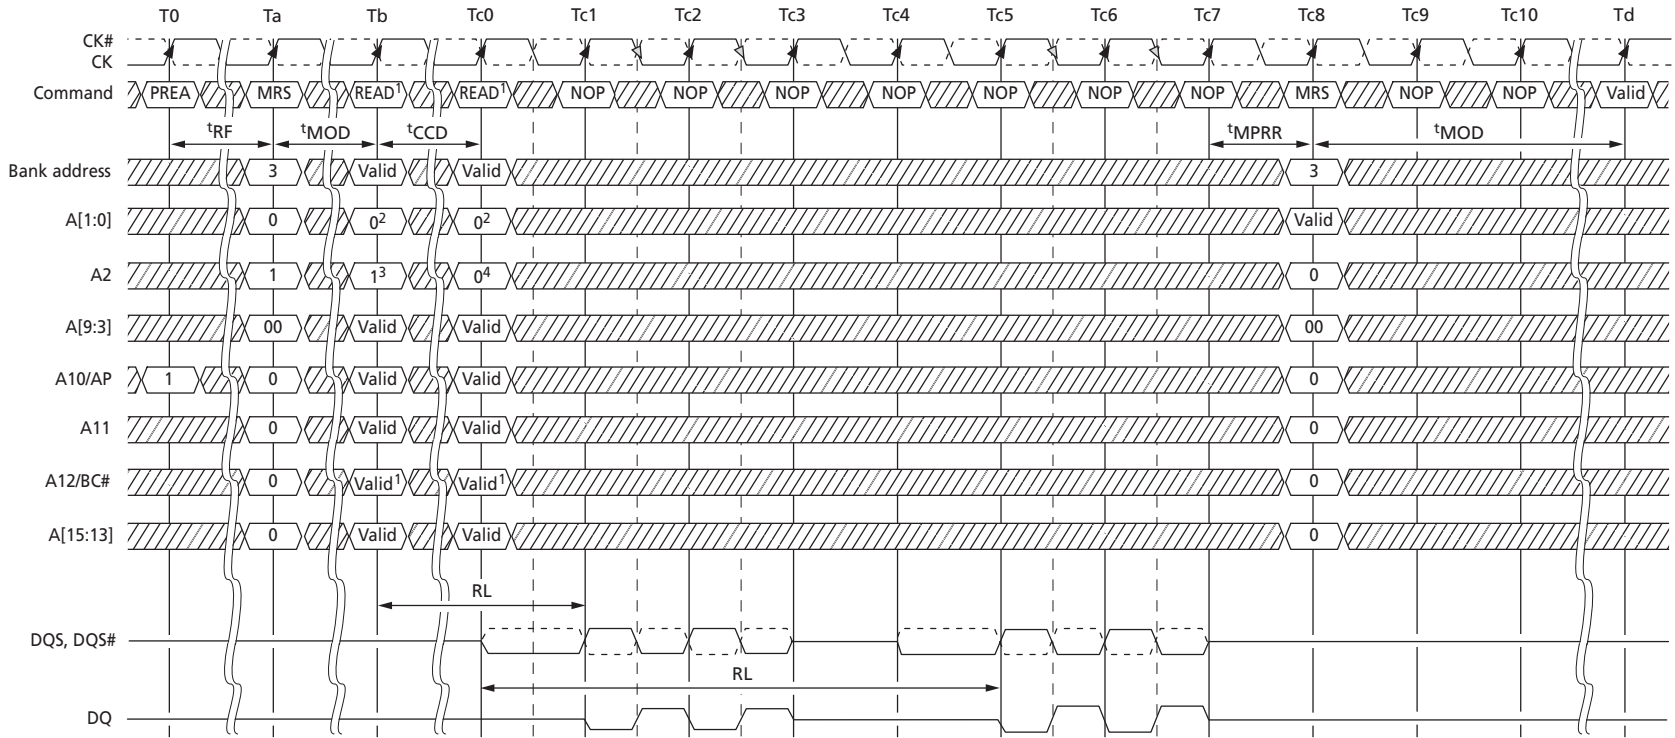 T0 Ta Tb Tc0 Tc1 Tc2 Tc3 Tc4 Tc5 Tc6 Tc7 Tc8 Tc9 Tc10 Td
CK#
CK
Command PREA MRS READ¹ READ¹ NOP NOP NOP NOP NOP NOP NOP MRS NOP NOP Valid
ᵗRF ᵗMOD ᵗCCD ᵗMPRR ᵗMOD
Bank address 3 Valid Valid 3
A[1:0] 0 0² 0² Valid
A2 1 1³ 0⁴ 0
A[9:3] 00 Valid Valid 00
A10/AP 1 0 Valid Valid 0
A11 0 Valid Valid 0
A12/BC# 0 Valid¹ Valid¹ 0
A[15:13] 0 Valid Valid 0
RL
DQS, DQS#
RL
DQ